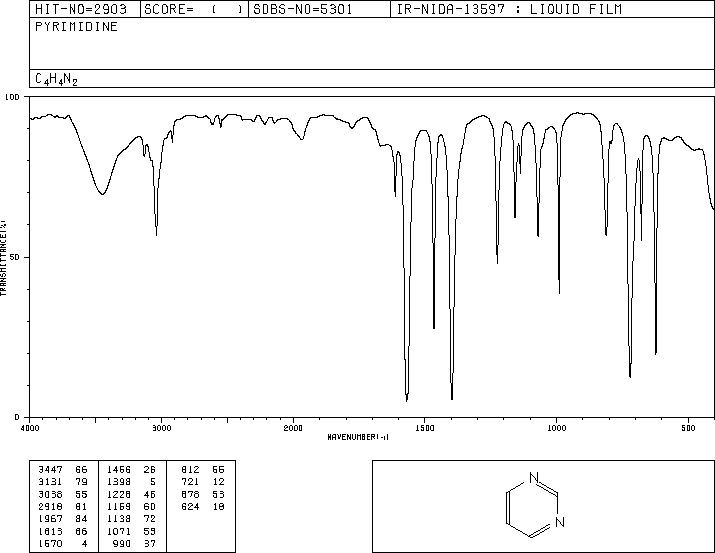 HIT-NO=2903 SCORE= ( ) SDBS-NO=5301 IR-NIDA-13597 : LIQUID FILM
PYRIMIDINE
C4H4N2
100
50
0
TRANSMITTANCE(%)
4000 3000 2000 1500 1000 500
WAVENUMBER(-1)
3447 66 1466 26 812 55
3131 79 1398 5 721 12
3038 55 1228 46 678 53
2918 81 1159 60 624 18
1967 84 1138 72
1613 66 1071 55
1570 4 990 37
N
N